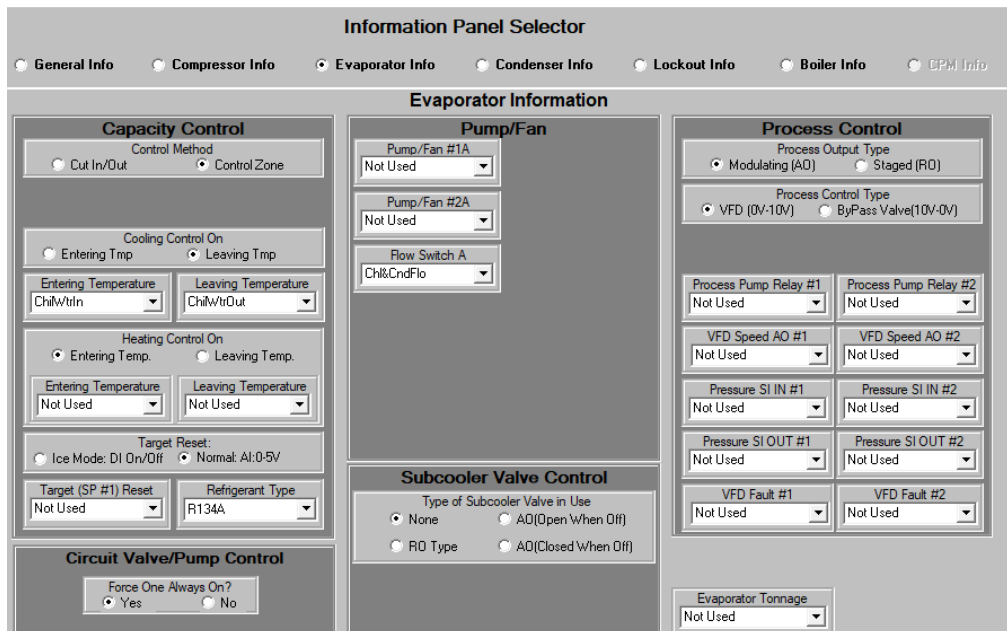 Information Panel Selector
General Info Compressor Info Evaporator Info Condenser Info Lockout Info Boiler Info CPM Info
Evaporator Information
Capacity Control
Control Method
Cut In/Out Control Zone
Cooling Control On
Entering Tmp Leaving Tmp
Entering Temperature Leaving Temperature
ChilWtrIn ChilWtrOut
Heating Control On
Entering Temp. Leaving Temp.
Entering Temperature Leaving Temperature
Not Used Not Used
Target Reset:
Ice Mode: DI On/Off Normal: AI:0-5V
Target (SP #1) Reset Refrigerant Type
Not Used R134A
Circuit Valve/Pump Control
Force One Always On?
Yes No
Pump/Fan
Pump/Fan #1A
Not Used
Pump/Fan #2A
Not Used
Flow Switch A
Chl&CndFlo
Subcooler Valve Control
Type of Subcooler Valve in Use
None AO(Open When Off)
RO Type AO(Closed When Off)
Process Control
Process Output Type
Modulating (AO) Staged (RO)
Process Control Type
VFD (0V-10V) ByPass Valve(10V-0V)
Process Pump Relay #1 Process Pump Relay #2
Not Used Not Used
VFD Speed AO #1 VFD Speed AO #2
Not Used Not Used
Pressure SI IN #1 Pressure SI IN #2
Not Used Not Used
Pressure SI OUT #1 Pressure SI OUT #2
Not Used Not Used
VFD Fault #1 VFD Fault #2
Not Used Not Used
Evaporator Tonnage
Not Used